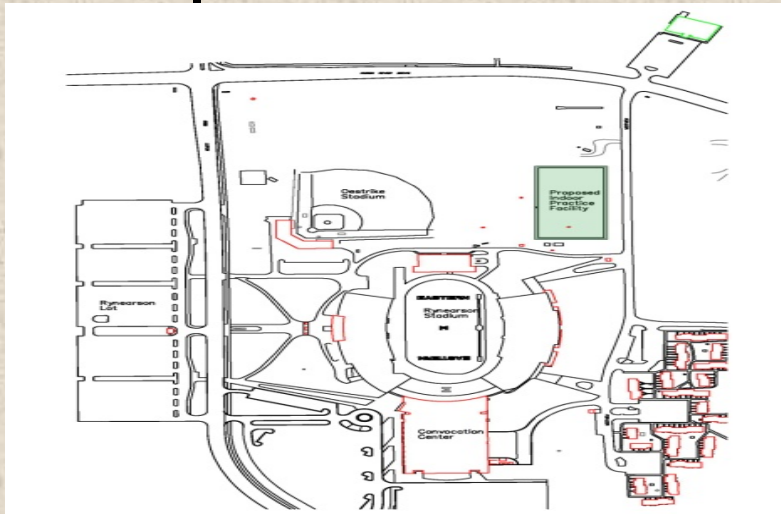 Oestrike
Stadium
Proposed
Indoor
Practice
Facility
EASTERN
Rynearson
Stadium
Rynearson
Lot
EASTERN
Convocation
Center